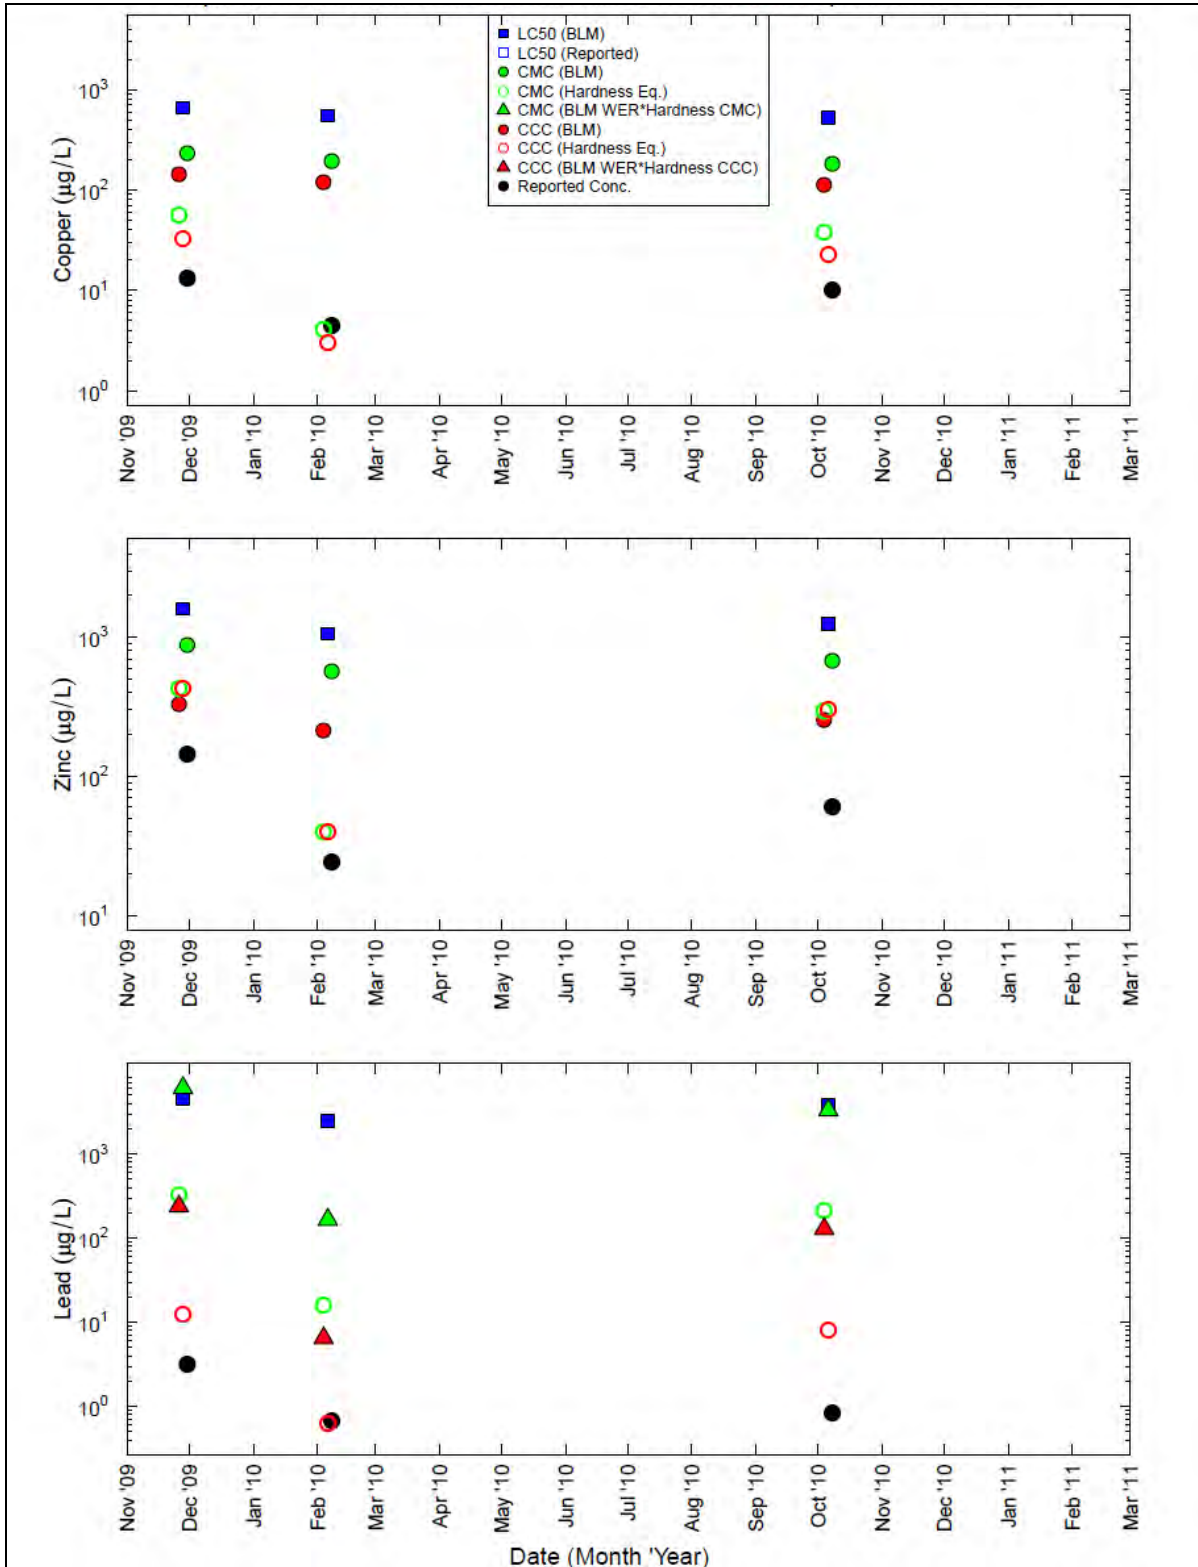 LC50 (BLM)
LC50 (Reported)
CMC (BLM)
CMC (Hardness Eq.)
CMC (BLM WER*Hardness CMC)
CCC (BLM)
CCC (Hardness Eq.)
CCC (BLM WER*Hardness CCC)
Reported Conc.
Copper (µg/L)
10³
10²
10¹
10⁰
Nov '09 Dec '09 Jan '10 Feb '10 Mar '10 Apr '10 May '10 Jun '10 Jul '10 Aug '10 Sep '10 Oct '10 Nov '10 Dec '10 Jan '11 Feb '11 Mar '11
Zinc (µg/L)
10³
10²
10¹
Nov '09 Dec '09 Jan '10 Feb '10 Mar '10 Apr '10 May '10 Jun '10 Jul '10 Aug '10 Sep '10 Oct '10 Nov '10 Dec '10 Jan '11 Feb '11 Mar '11
Lead (µg/L)
10³
10²
10¹
10⁰
Nov '09 Dec '09 Jan '10 Feb '10 Mar '10 Apr '10 May '10 Jun '10 Jul '10 Aug '10 Sep '10 Oct '10 Nov '10 Dec '10 Jan '11 Feb '11 Mar '11
Date (Month 'Year)